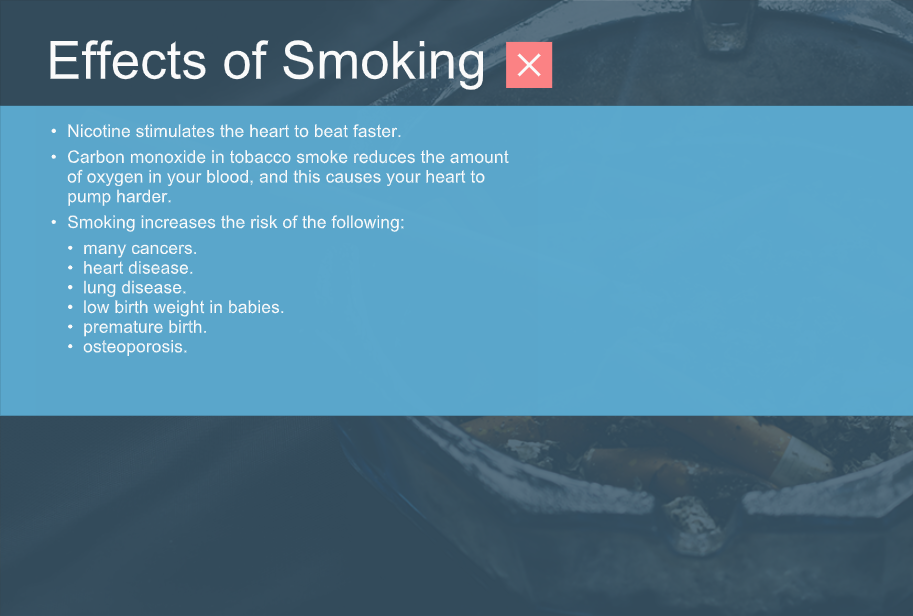 Effects of Smoking
• Nicotine stimulates the heart to beat faster.
• Carbon monoxide in tobacco smoke reduces the amount
of oxygen in your blood, and this causes your heart to
pump harder.
• Smoking increases the risk of the following:
• many cancers.
• heart disease.
• lung disease.
• low birth weight in babies.
• premature birth.
• osteoporosis.